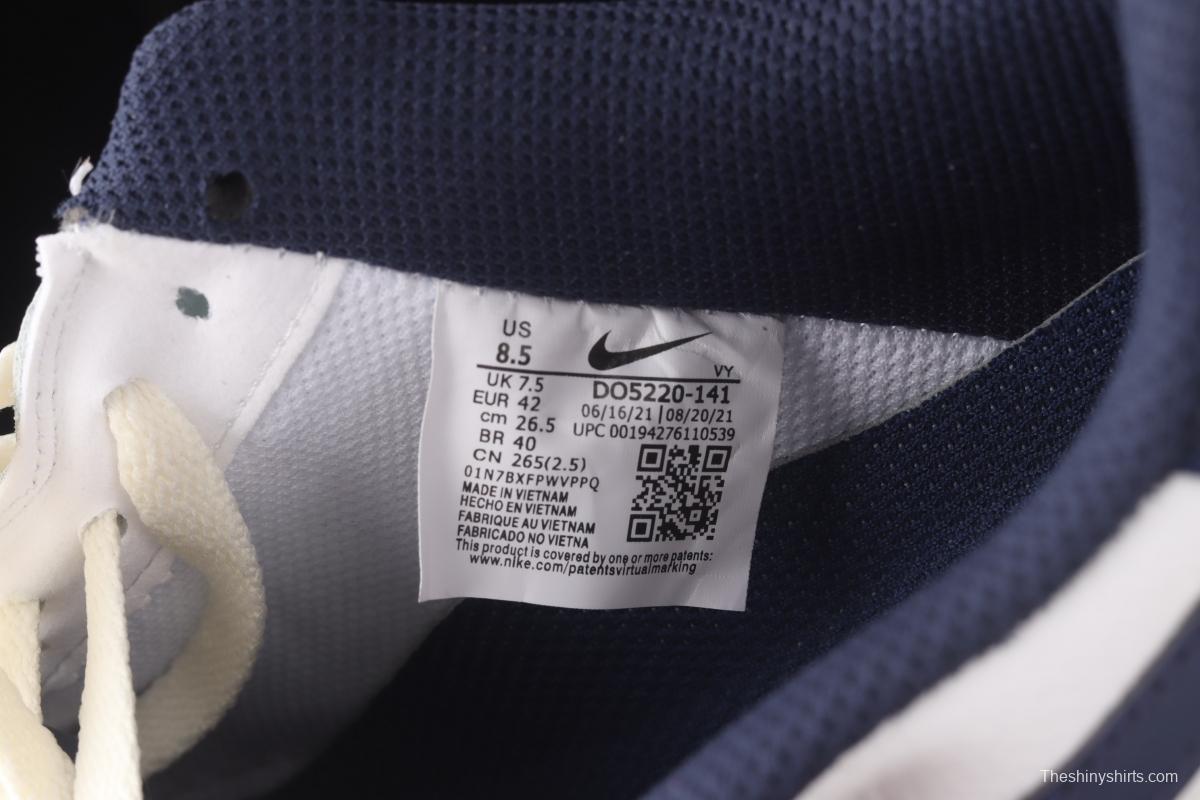 US
8.5
VY
UK 7.5
EUR 42
cm 26.5
BR 40
CN 265(2.5)
DO5220-141
06/16/21 | 08/20/21
UPC 00194276110539
01N7BXFPWVPPQ
MADE IN VIETNAM
HECHO EN VIETNAM
FABRIQUE AU VIETNAM
FABRICADO NO VIETNA
This product is covered by one or more patents:
www.nike.com/patentsvirtualmarking
Theshinyshirts.com